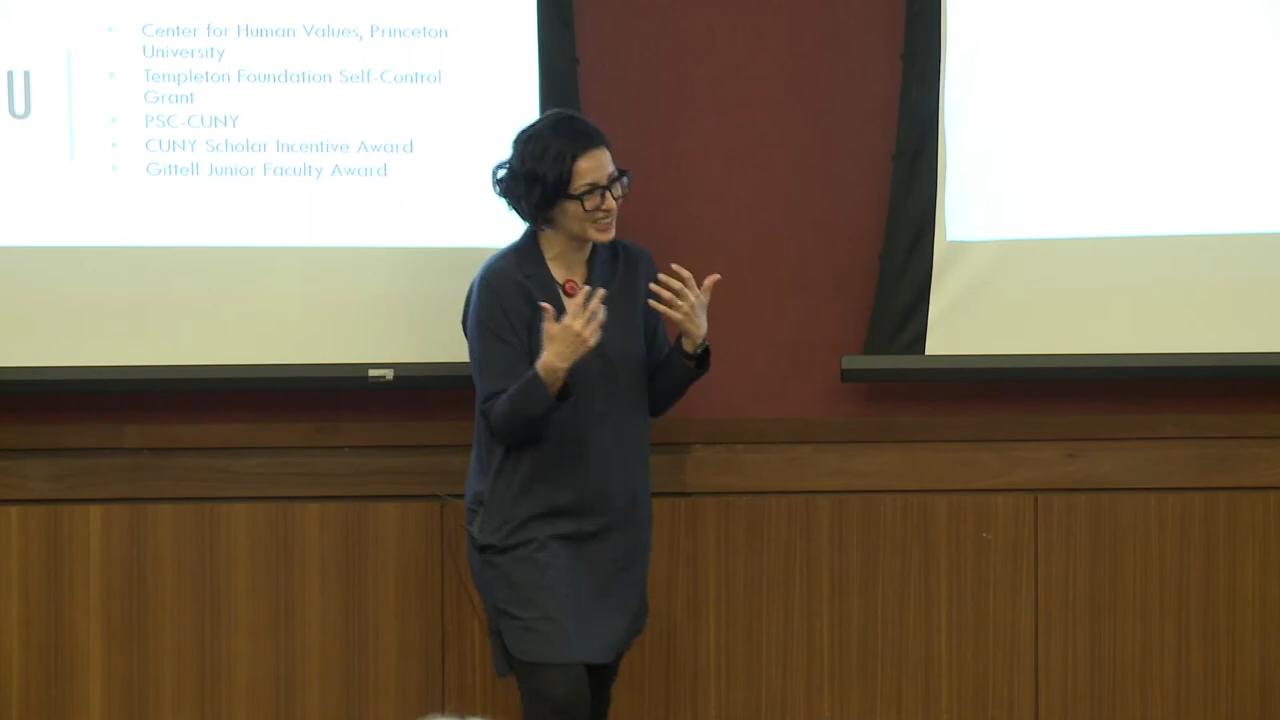 Center for Human Values, Princeton
University
U
Templeton Foundation Self-Control
Grant
PSC-CUNY
CUNY Scholar Incentive Award
Gittell Junior Faculty Award